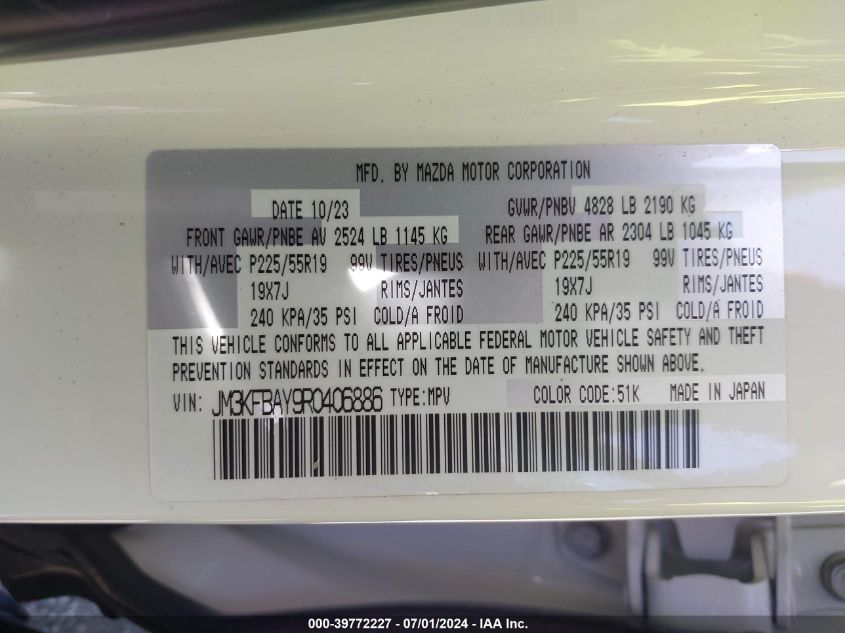 MFD. BY MAZDA MOTOR CORPORATION
DATE 10/23 GVWR/PNBV 4828 LB 2190 KG
FRONT GAWR/PNBE AV 2524 LB 1145 KG REAR GAWR/PNBE AR 2304 LB 1045 KG
WITH/AVEC P225/55R19 99V TIRES/PNEUS WITH/AVEC P225/55R19 99V TIRES/PNEUS
19X7J RIMS/JANTES 19X7J RIMS/JANTES
240 KPA/35 PSI COLD/A FROID 240 KPA/35 PSI COLD/A FROID
THIS VEHICLE CONFORMS TO ALL APPLICABLE FEDERAL MOTOR VEHICLE SAFETY AND THEFT
PREVENTION STANDARDS IN EFFECT ON THE DATE OF MANUFACTURE SHOWN ABOVE.
VIN: JM3KFBAY9R0406886 TYPE:MPV COLOR CODE:51K MADE IN JAPAN
000-39772227 - 07/01/2024 - IAA Inc.